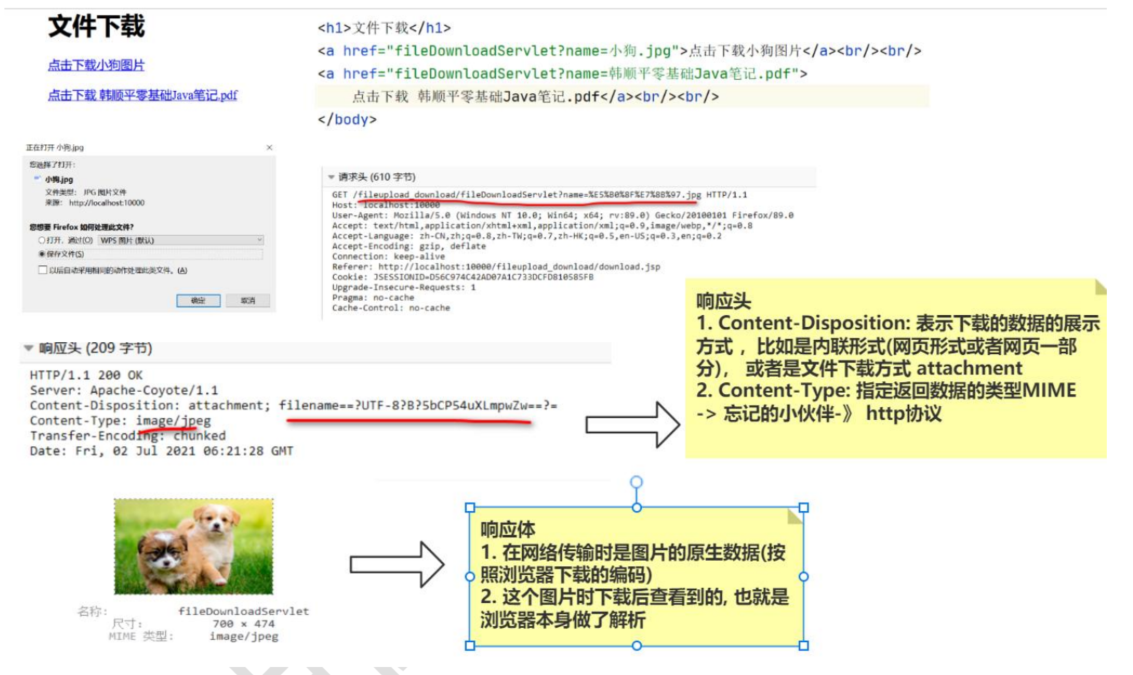 文件下载
点击下载小狗图片
点击下载 韩顺平零基础Java笔记.pdf
<h1>文件下载</h1>
<a href="fileDownloadServlet?name=小狗.jpg">点击下载小狗图片</a><br/><br/>
<a href="fileDownloadServlet?name=韩顺平零基础Java笔记.pdf">
点击下载 韩顺平零基础Java笔记.pdf</a><br/><br/>
</body>
正在打开 小狗.jpg
您选择了打开:
小狗.jpg
文件类型: JPG 图片文件
来源: http://localhost:10000
您想要 Firefox 如何处理此文件?
打开，通过(O) WPS 图片 (默认)
保存文件(S)
以后自动采用相同的动作处理此类文件。(A)
确定 取消
请求头 (610 字节)
GET /fileupload_download/fileDownloadServlet?name=%E5%B0%8F%E7%8B%97.jpg HTTP/1.1
Host: localhost:10000
User-Agent: Mozilla/5.0 (Windows NT 10.0; Win64; x64; rv:89.0) Gecko/20100101 Firefox/89.0
Accept: text/html,application/xhtml+xml,application/xml;q=0.9,image/webp,*/*;q=0.8
Accept-Language: zh-CN,zh;q=0.8,zh-TW;q=0.7,zh-HK;q=0.5,en-US;q=0.3,en;q=0.2
Accept-Encoding: gzip, deflate
Connection: keep-alive
Referer: http://localhost:10000/fileupload_download/download.jsp
Cookie: JSESSIONID=D56C974C42AD07A1C733DCFD810585FB
Upgrade-Insecure-Requests: 1
Pragma: no-cache
Cache-Control: no-cache
响应头 (209 字节)
HTTP/1.1 200 OK
Server: Apache-Coyote/1.1
Content-Disposition: attachment; filename==?UTF-8?B?5bCP54uXLmpwZw==?=
Content-Type: image/jpeg
Transfer-Encoding: chunked
Date: Fri, 02 Jul 2021 06:21:28 GMT
响应头
1. Content-Disposition: 表示下载的数据的展示
方式 ，比如是内联形式(网页形式或者网页一部
分)， 或者是文件下载方式 attachment
2. Content-Type: 指定返回数据的类型MIME
-> 忘记的小伙伴-》 http协议
名称: fileDownloadServlet
尺寸: 700 × 474
MIME 类型: image/jpeg
响应体
1. 在网络传输时是图片的原生数据(按
照浏览器下载的编码)
2. 这个图片时下载后查看到的, 也就是
浏览器本身做了解析